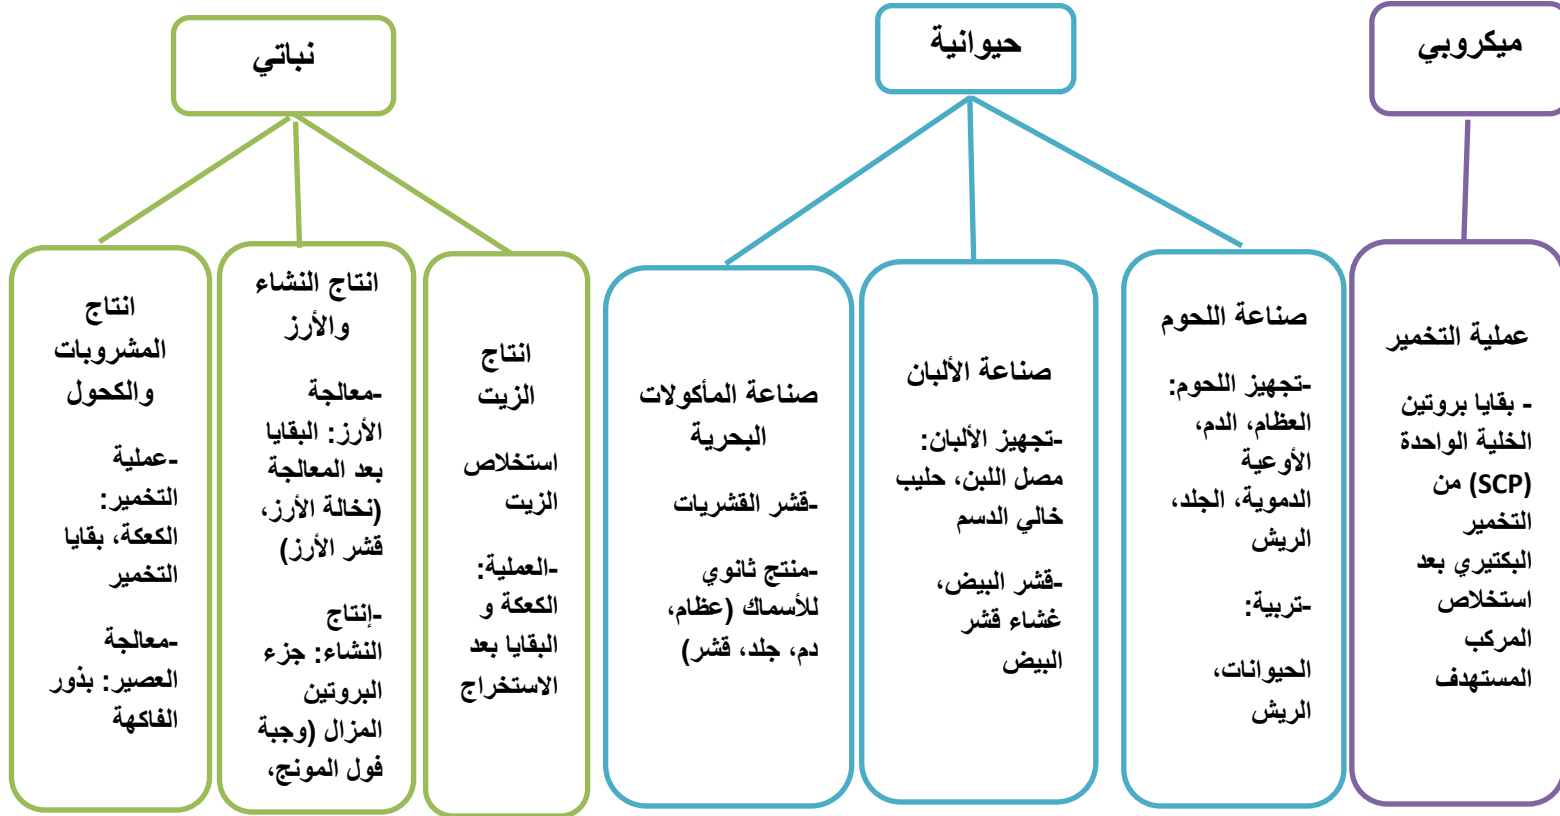 ميكروبي
حيوانية
نباتي
عملية التخمير
- بقايا بروتين
الخلية الواحدة
(SCP) من
التخمير
البكتيري بعد
استخلاص
المركب
المستهدف
صناعة اللحوم
-تجهيز اللحوم:
العظام، الدم،
الأوعية
الدموية، الجلد،
الريش
-تربية:
الحيوانات،
الريش
صناعة الألبان
-تجهيز الألبان:
مصل اللبن، حليب
خالي الدسم
-قشر البيض،
غشاء قشر
البيض
صناعة المأكولات
البحرية
-قشر القشريات
-منتج ثانوي
للأسماك (عظام،
دم، جلد، قشر)
انتاج
الزيت
استخلاص
الزيت
-العملية:
الكعكة و
البقايا بعد
الاستخراج
انتاج النشاء
والأرز
-معالجة
الأرز: البقايا
بعد المعالجة
(نخالة الأرز،
قشر الأرز)
-إنتاج
النشاء: جزء
البروتين
المزال (وجبة
فول المونج،
انتاج
المشروبات
والكحول
-عملية
التخمير:
الكعكة، بقايا
التخمير
-معالجة
العصير: بذور
الفاكهة